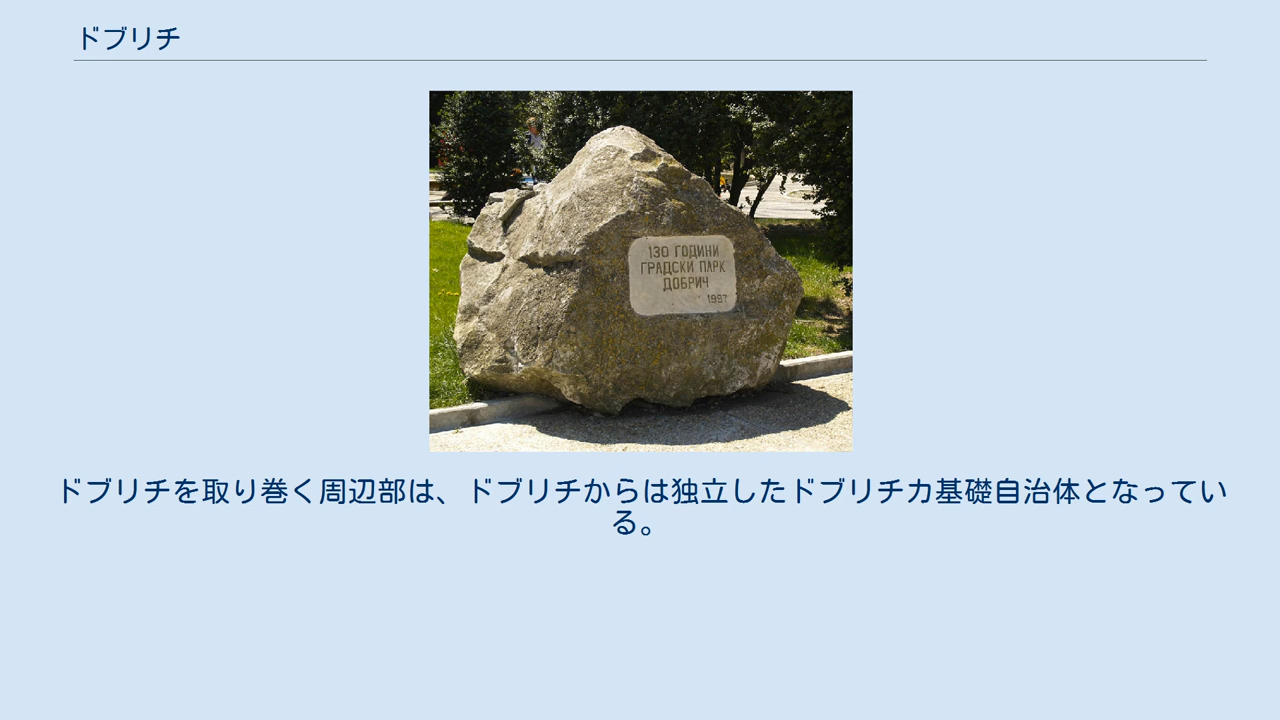 ドブリチ
130 ГОДИНИ
ГРАДСКИ ПАРК
ДОБРИЧ
1997
ドブリチを取り巻く周辺部は、ドブリチからは独立したドブリチカ基礎自治体となってい
る。